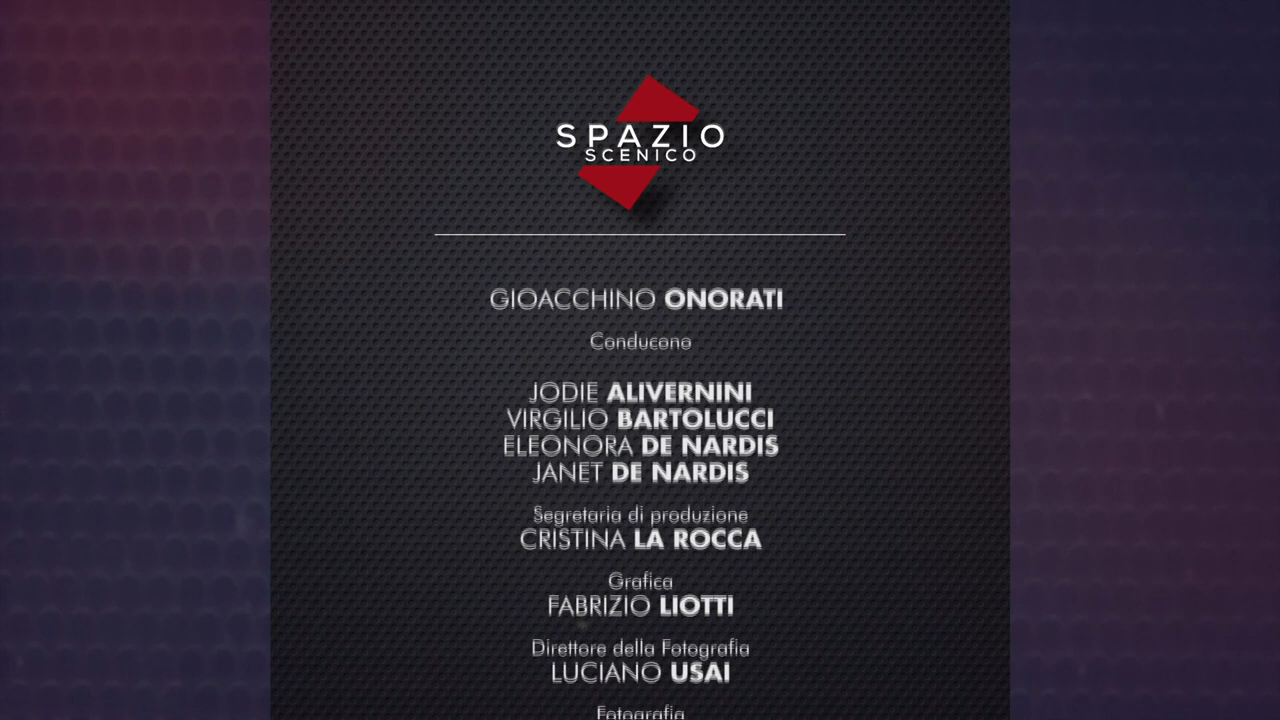 SPAZIO
SCENICO
GIOACCHINO ONORATI
Conducono
JODIE ALIVERNINI
VIRGILIO BARTOLUCCI
ELEONORA DE NARDIS
JANET DE NARDIS
Segretaria di produzione
CRISTINA LA ROCCA
Grafica
FABRIZIO LIOTTI
Direttore della Fotografia
LUCIANO USAI
Fotografia